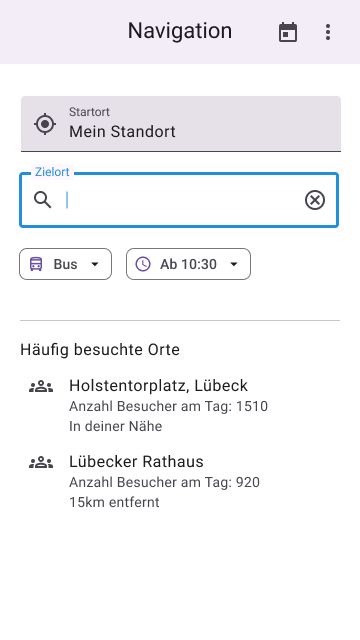 Navigation
Startort
Mein Standort
Zielort
Bus
Ab 10:30
Häufig besuchte Orte
Holstentorplatz, Lübeck
Anzahl Besucher am Tag: 1510
In deiner Nähe
Lübecker Rathaus
Anzahl Besucher am Tag: 920
15km entfernt